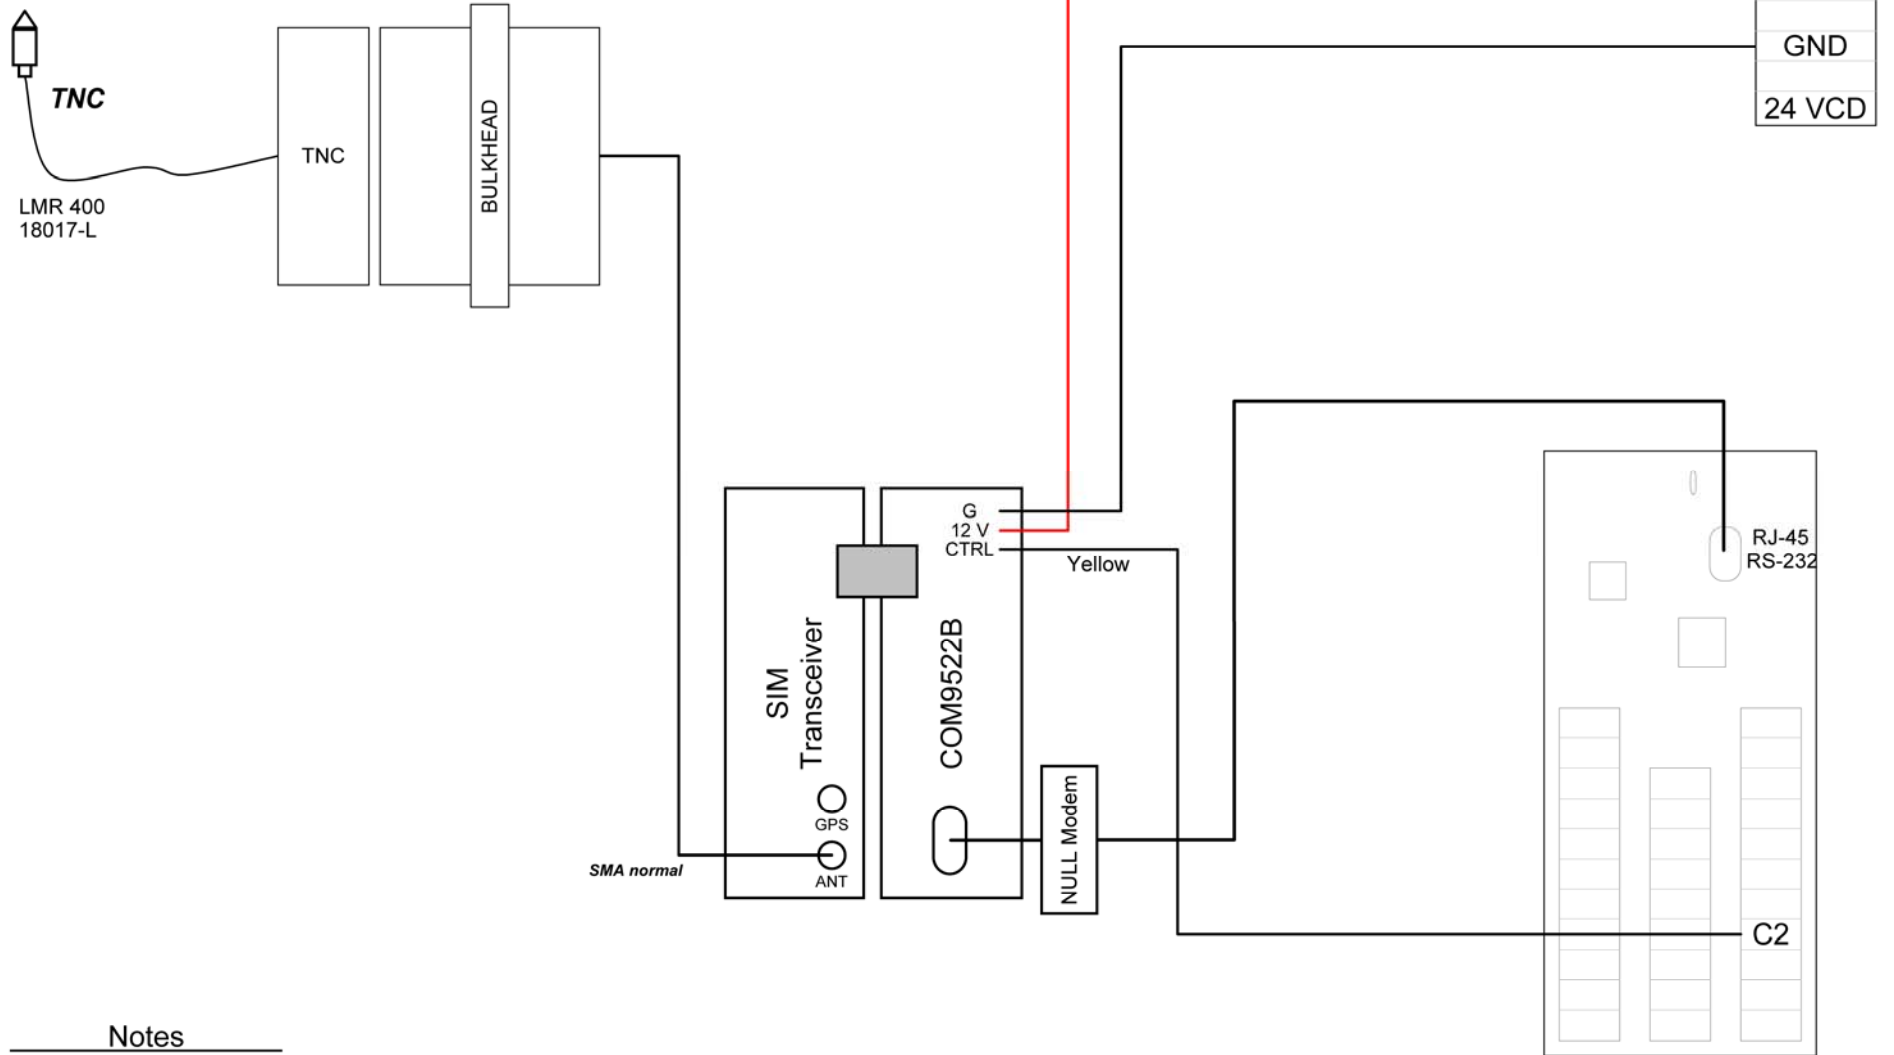 GND
24 VCD
TNC
TNC
BULKHEAD
LMR 400
18017-L
G
12 V
CTRL
Yellow
RJ-45
RS-232
SIM
Transceiver
COM9522B
GPS
ANT
SMA normal
NULL Modem
C2
Notes